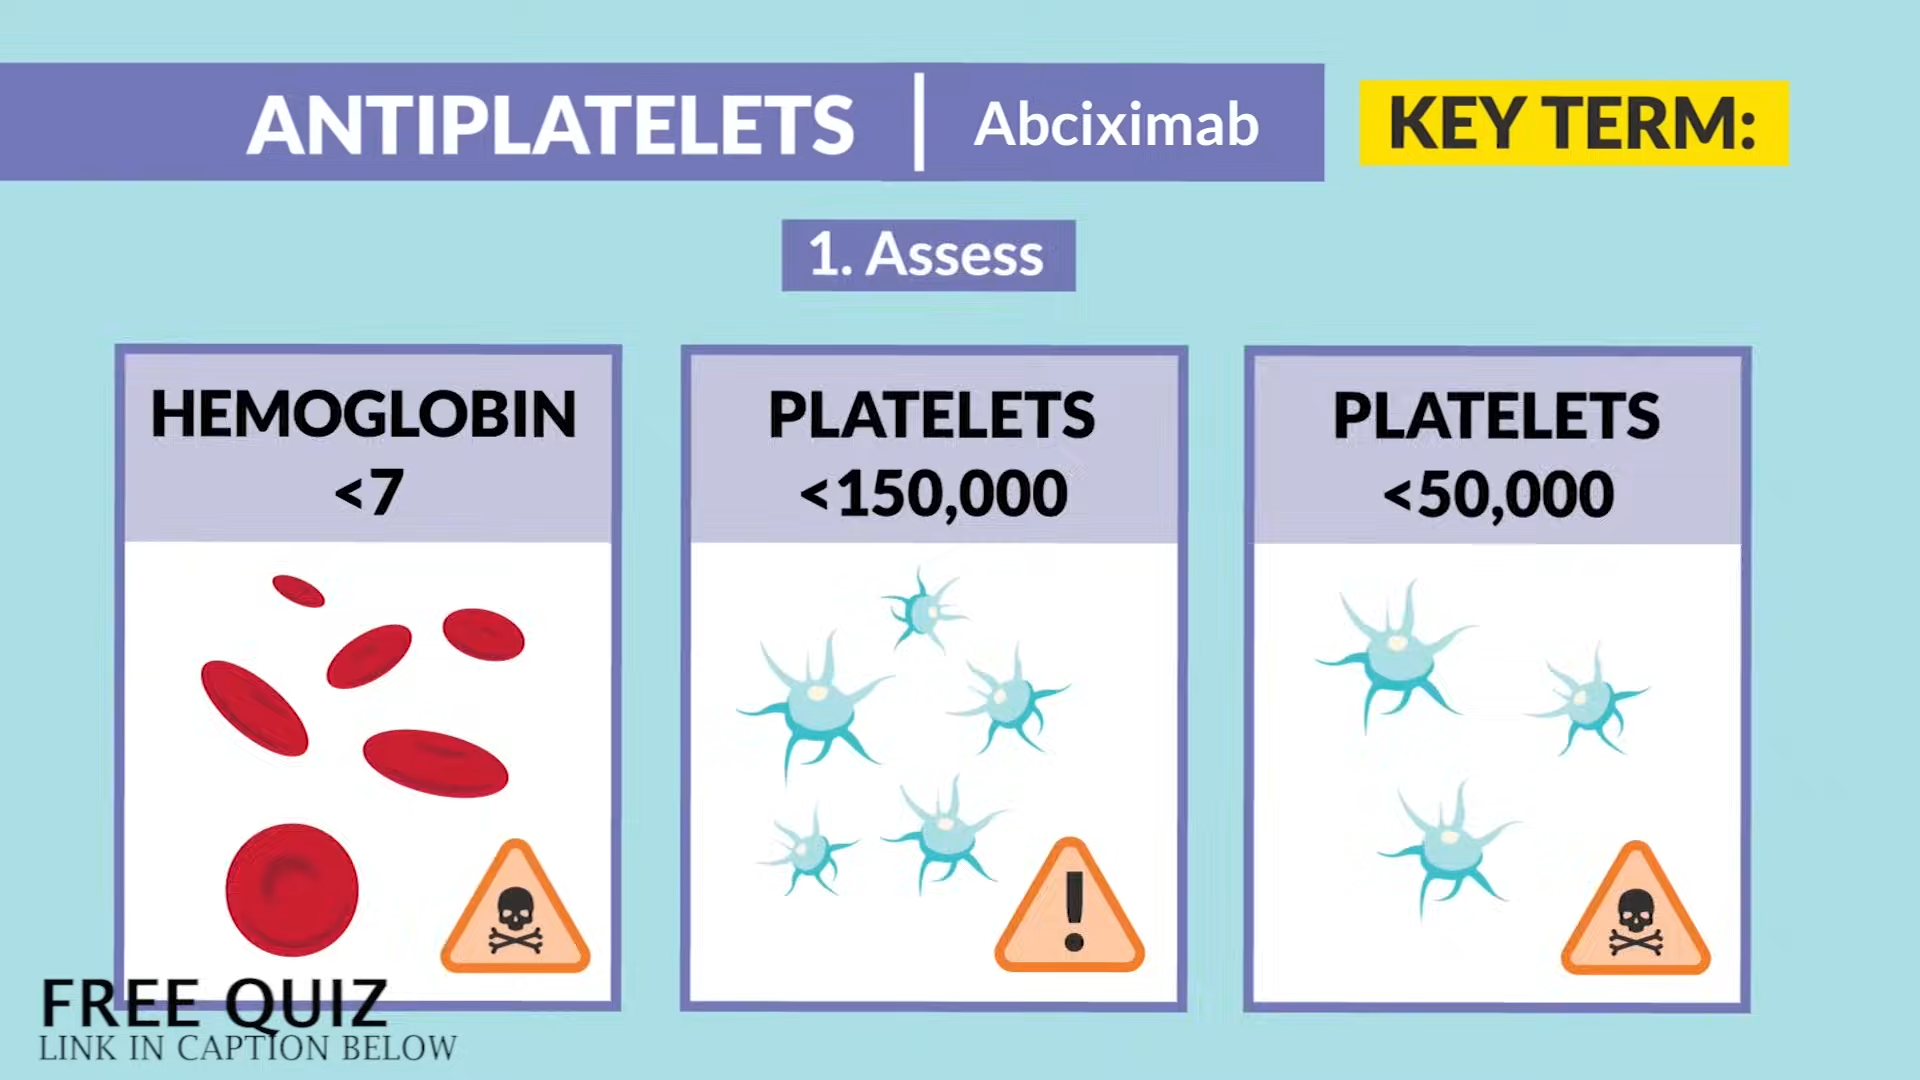 ANTIPLATELETS | Abciximab
KEY TERM:
1. Assess
HEMOGLOBIN
<7
PLATELETS
<150,000
PLATELETS
<50,000
!
FREE QUIZ
LINK IN CAPTION BELOW